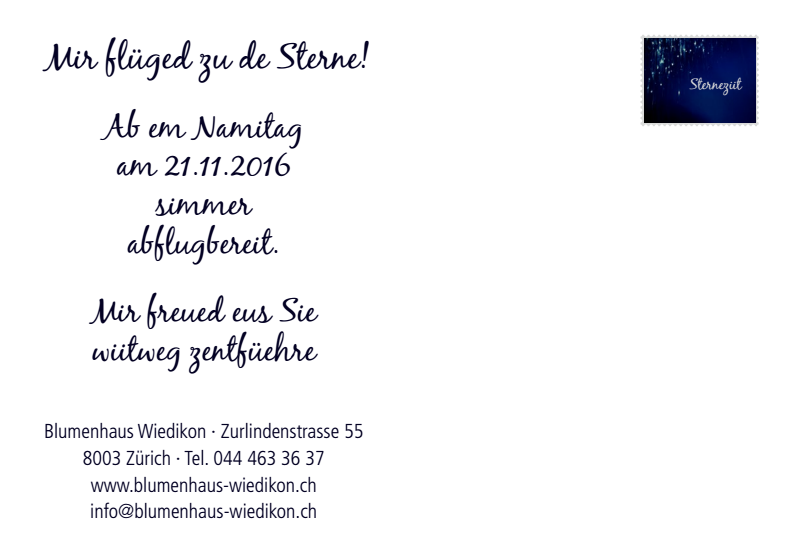 Mir flüged zu de Sterne!
Ab em Namitag
am 21.11.2016
simmer
abflugbereit.
Mir freued eus Sie
wiitweg zentfüehre
Blumenhaus Wiedikon · Zurlindenstrasse 55
8003 Zürich · Tel. 044 463 36 37
www.blumenhaus-wiedikon.ch
info@blumenhaus-wiedikon.ch
Sterneziit